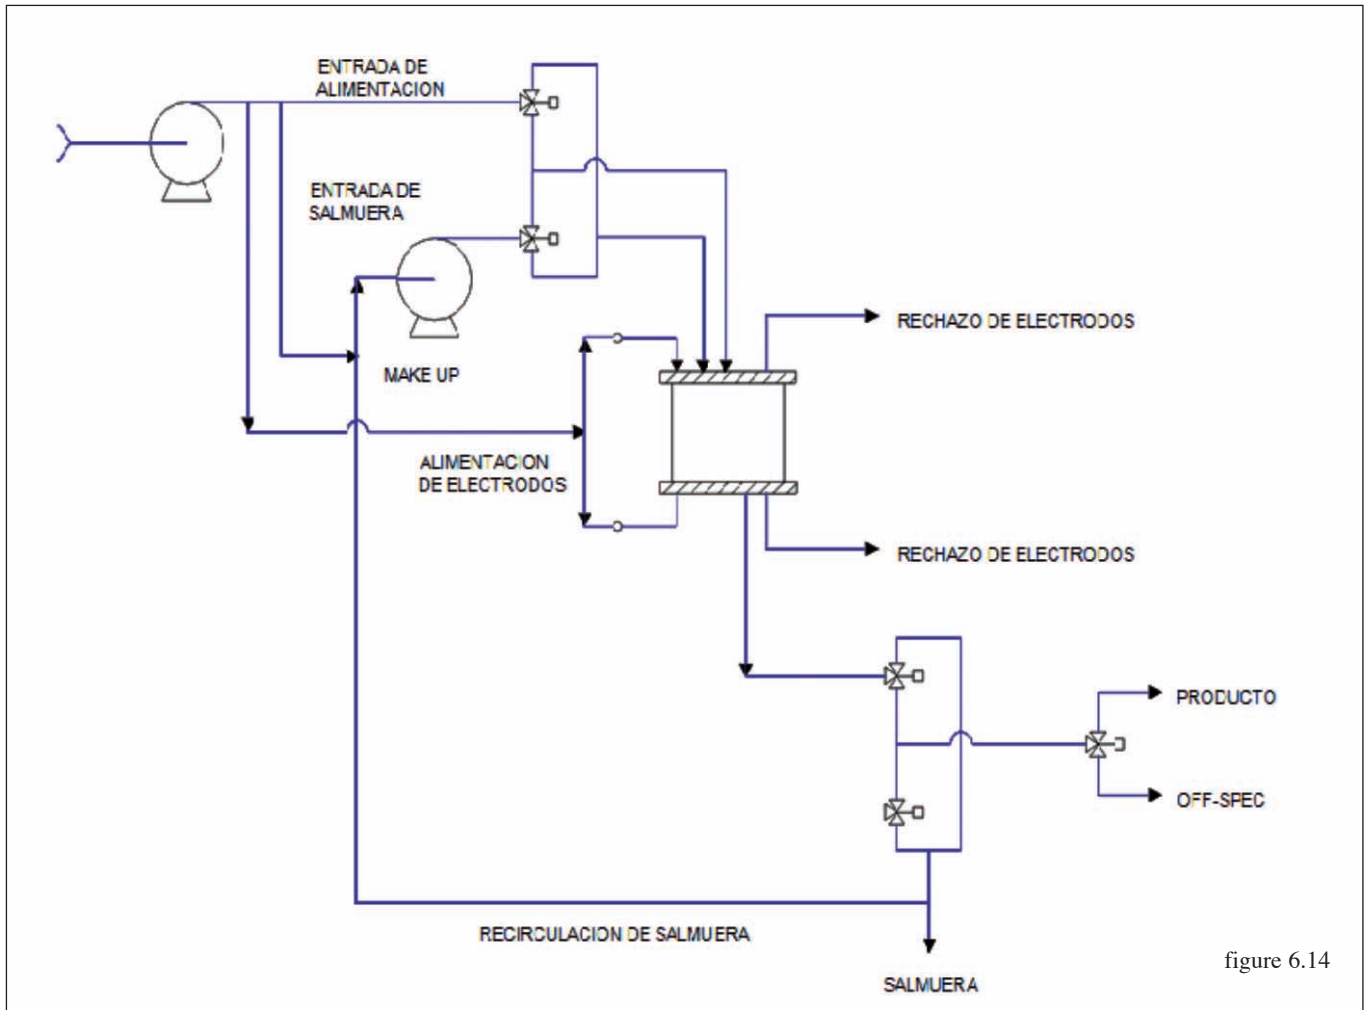 ENTRADA DE
ALIMENTACION
ENTRADA DE
SALMUERA
RECHAZO DE ELECTRODOS
MAKE UP
ALIMENTACION
DE ELECTRODOS
RECHAZO DE ELECTRODOS
PRODUCTO
OFF-SPEC
RECIRCULACION DE SALMUERA
figure 6.14
SALMUERA